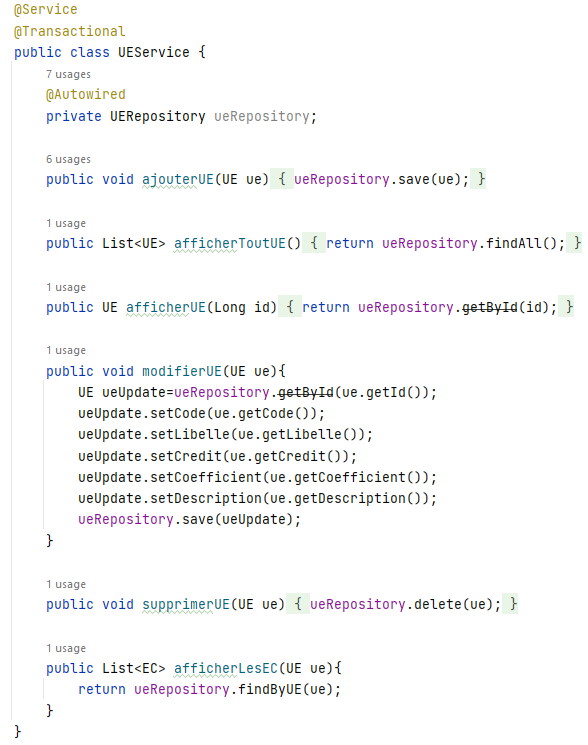 @Service
@Transactional
public class UEService {
7 usages
@Autowired
private UERepository ueRepository;
6 usages
public void ajouterUE(UE ue) { ueRepository.save(ue); }
1 usage
public List<UE> afficherToutUE() { return ueRepository.findAll(); }
1 usage
public UE afficherUE(Long id) { return ueRepository.getById(id); }
1 usage
public void modifierUE(UE ue){
UE ueUpdate=ueRepository.getById(ue.getId());
ueUpdate.setCode(ue.getCode());
ueUpdate.setLibelle(ue.getLibelle());
ueUpdate.setCredit(ue.getCredit());
ueUpdate.setCoefficient(ue.getCoefficient());
ueUpdate.setDescription(ue.getDescription());
ueRepository.save(ueUpdate);
}
1 usage
public void supprimerUE(UE ue) { ueRepository.delete(ue); }
1 usage
public List<EC> afficherLesEC(UE ue){
return ueRepository.findByUE(ue);
}
}